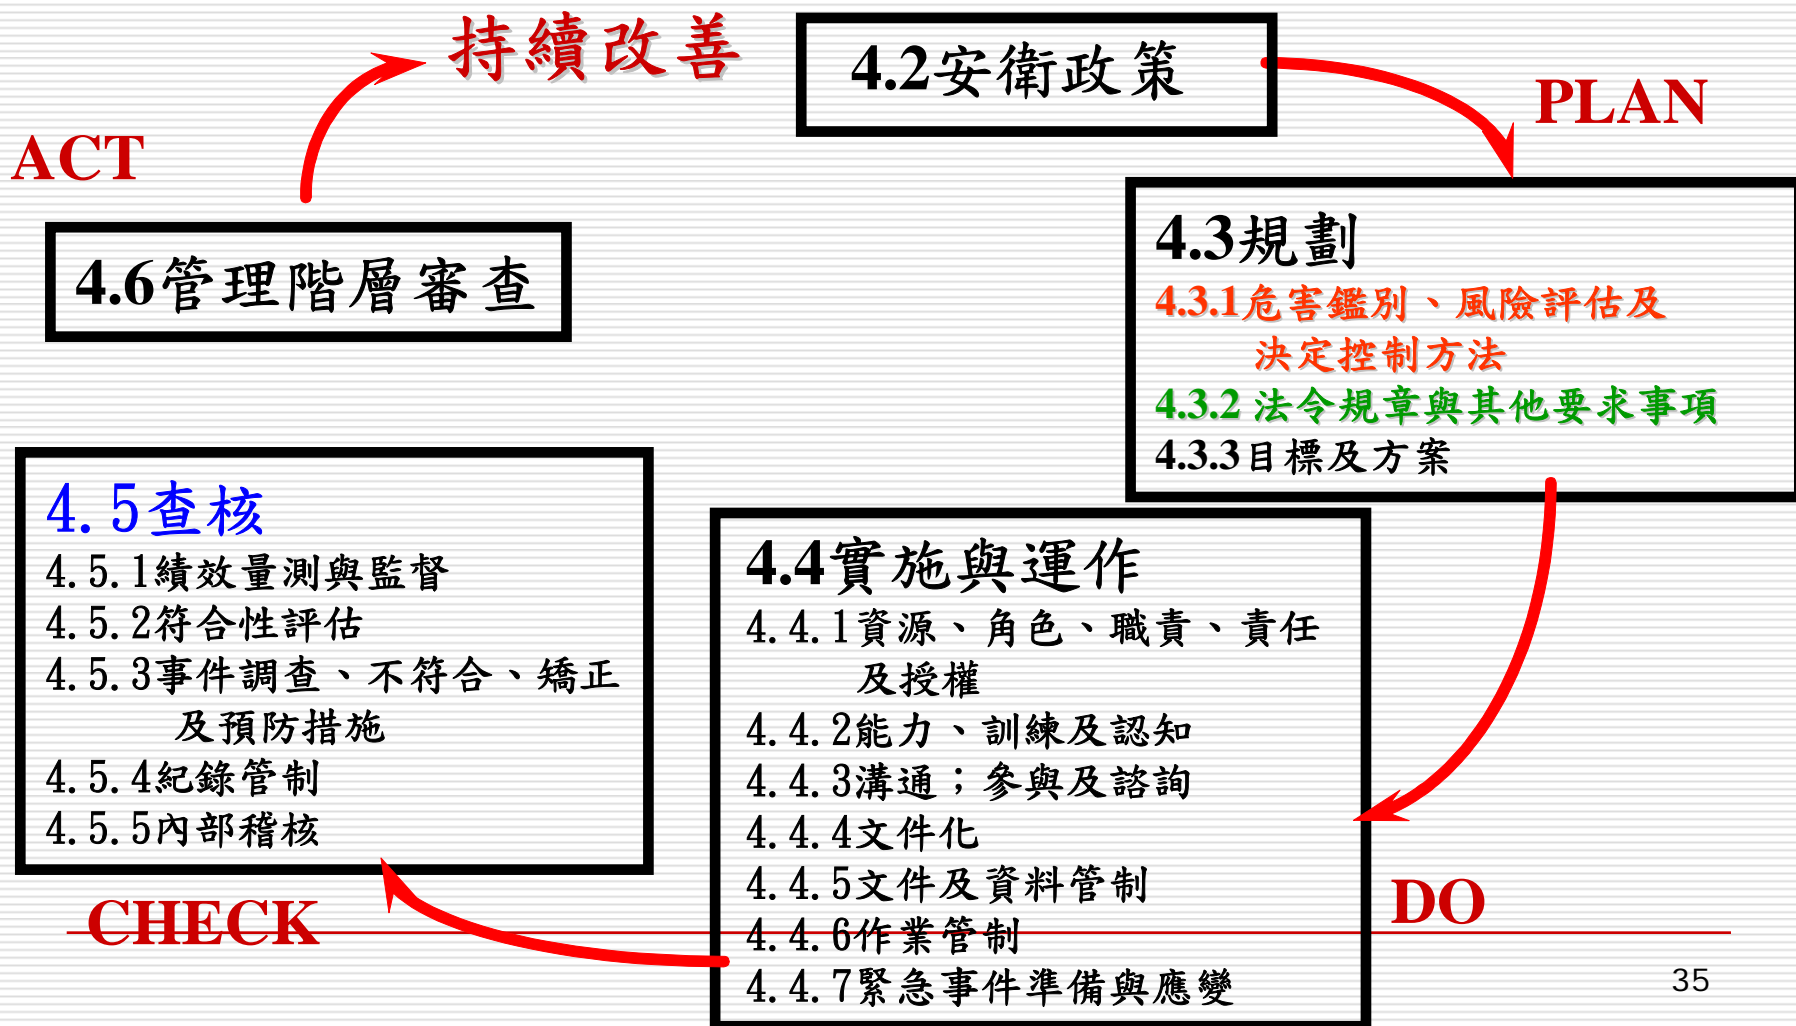 持續改善
4.2安衛政策
PLAN
ACT
4.6管理階層審查
4.3規劃
4.3.1危害鑑別、風險評估及
決定控制方法
4.3.2 法令規章與其他要求事項
4.3.3目標及方案
4.5查核
4.5.1績效量測與監督
4.5.2符合性評估
4.5.3事件調查、不符合、矯正
及預防措施
4.5.4紀錄管制
4.5.5內部稽核
CHECK
4.4實施與運作
4.4.1資源、角色、職責、責任
及授權
4.4.2能力、訓練及認知
4.4.3溝通；參與及諮詢
4.4.4文件化
4.4.5文件及資料管制
4.4.6作業管制
4.4.7緊急事件準備與應變
DO
35